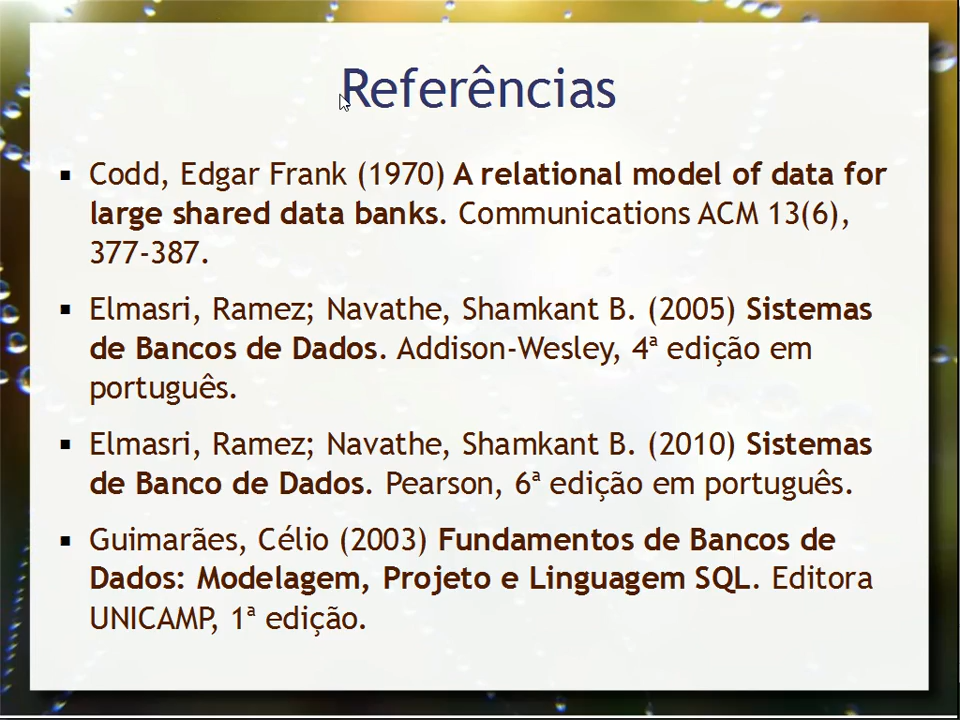 Referências
▪ Codd, Edgar Frank (1970) A relational model of data for
large shared data banks. Communications ACM 13(6),
377-387.
▪ Elmasri, Ramez; Navathe, Shamkant B. (2005) Sistemas
de Bancos de Dados. Addison-Wesley, 4ª edição em
português.
▪ Elmasri, Ramez; Navathe, Shamkant B. (2010) Sistemas
de Banco de Dados. Pearson, 6ª edição em português.
▪ Guimarães, Célio (2003) Fundamentos de Bancos de
Dados: Modelagem, Projeto e Linguagem SQL. Editora
UNICAMP, 1ª edição.